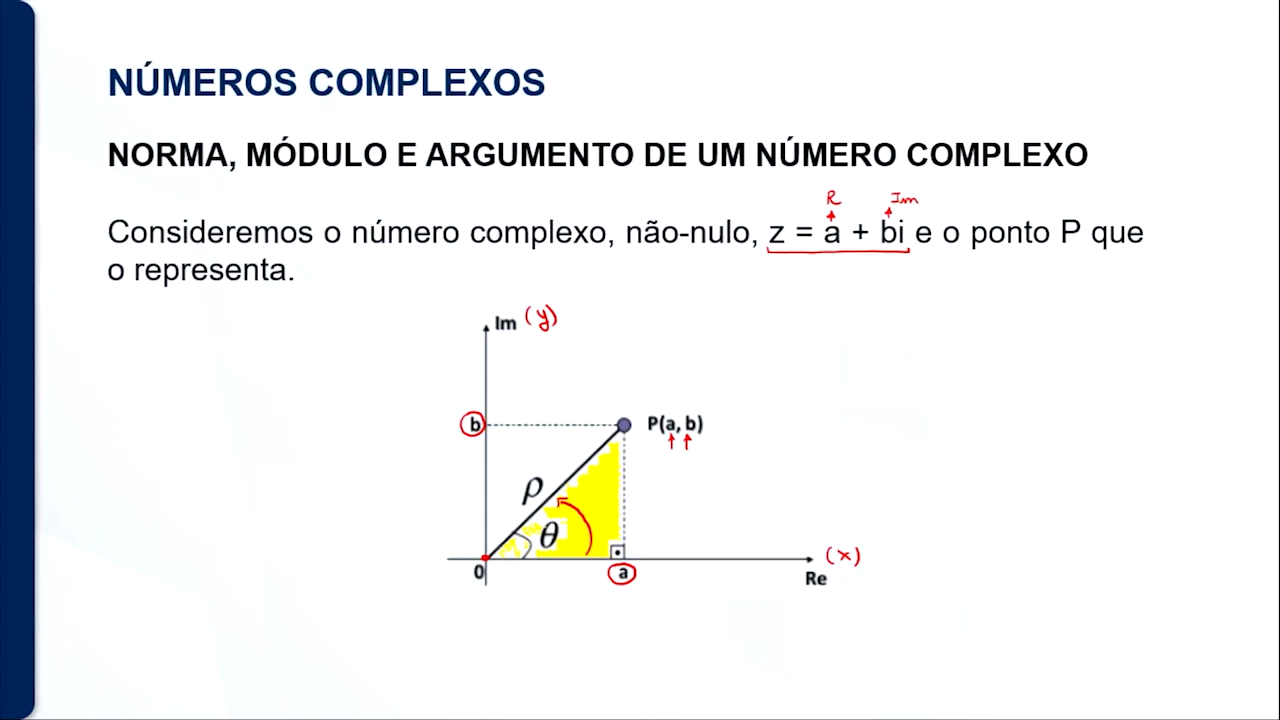 NÚMEROS COMPLEXOS
NORMA, MÓDULO E ARGUMENTO DE UM NÚMERO COMPLEXO
R Im
Consideremos o número complexo, não-nulo, z = a + bi e o ponto P que
o representa.
Im (y)
b P(a, b)
ρ
θ
(x)
0 a Re